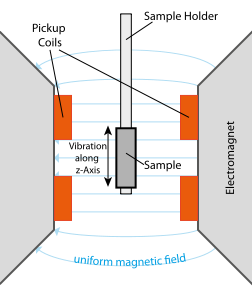 Sample Holder
Pickup
Coils
Vibration
along
z-Axis
Sample
Electromagnet
uniform magnetic field